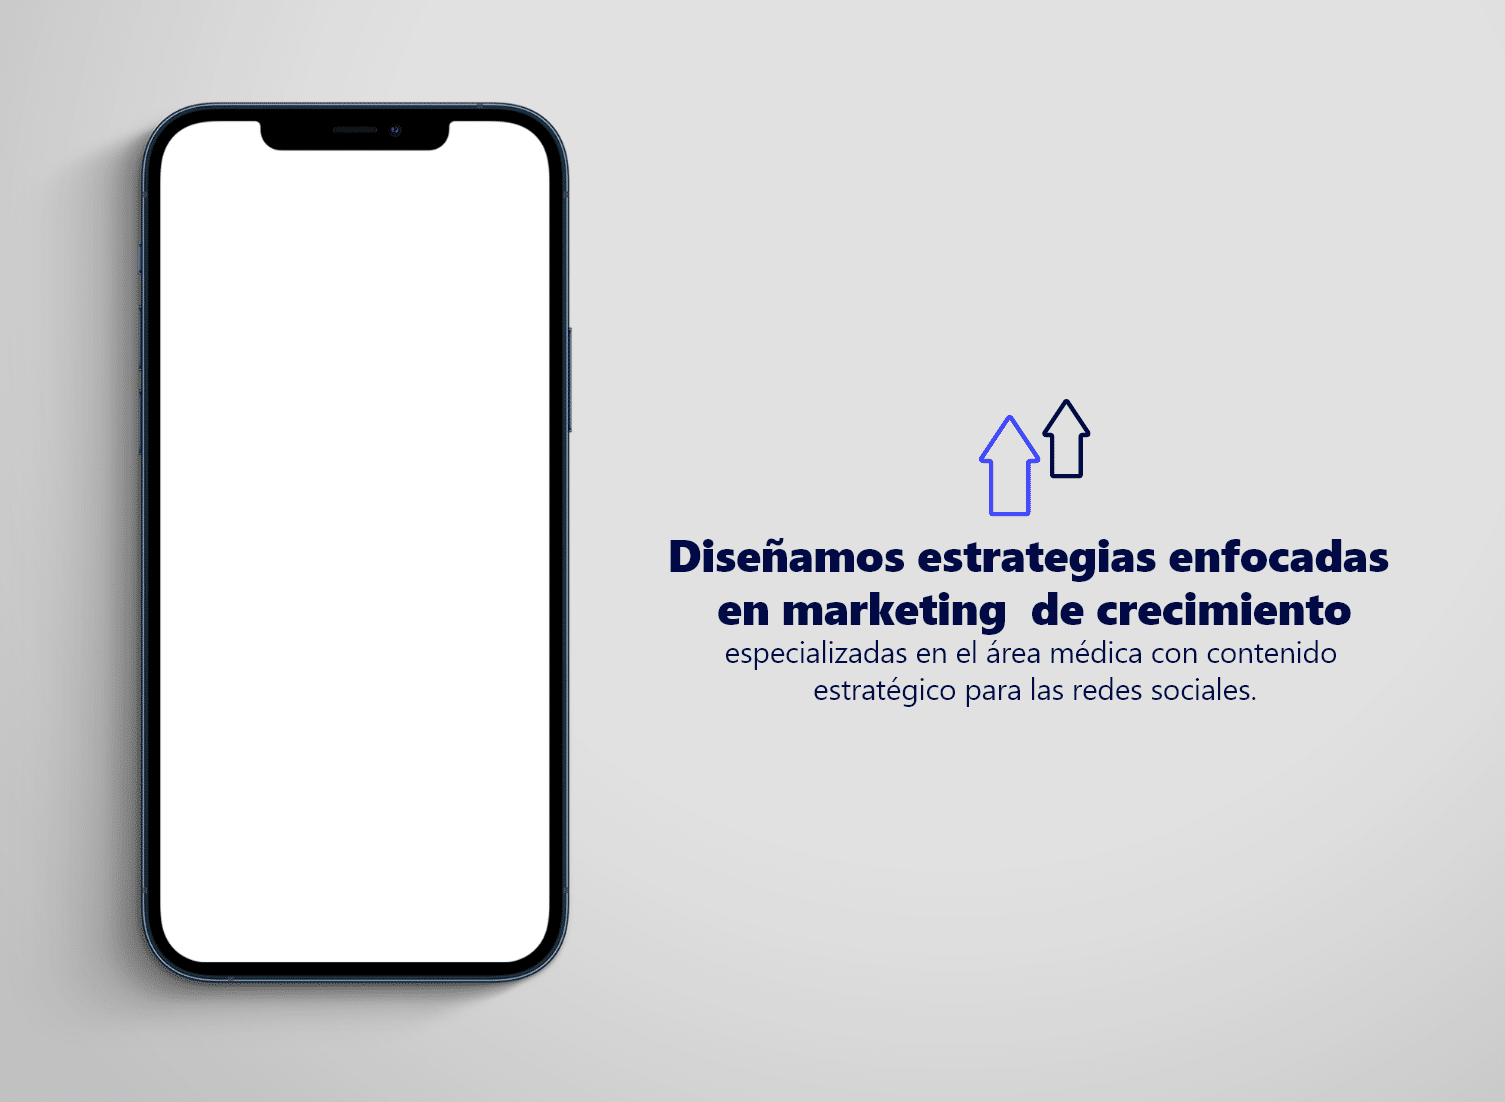 Diseñamos estrategias enfocadas
en marketing  de crecimiento
especializadas en el área médica con contenido
estratégico para las redes sociales.